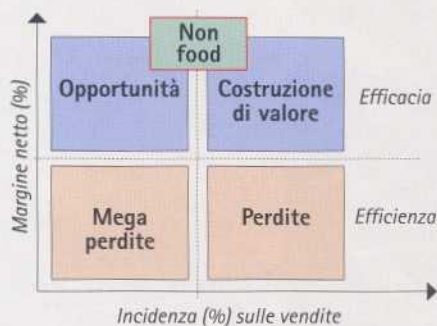 Non
food
Opportunità
Costruzione
di valore
Efficacia
Margine netto (%)
Mega
perdite
Perdite
Efficienza
Incidenza (%) sulle vendite